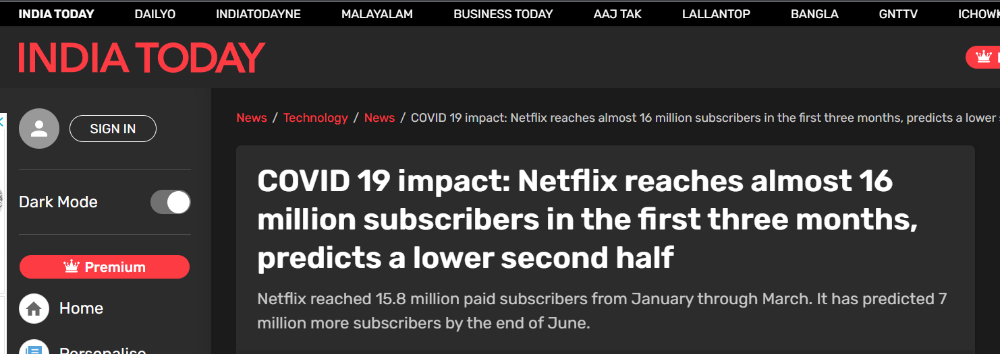 INDIA TODAY DAILYO INDIATODAYNE MALAYALAM BUSINESS TODAY AAJ TAK LALLANTOP BANGLA GNTTV
INDIA TODAY
SIGN IN
Dark Mode
Premium
Home
Personalise
News / Technology / News / COVID 19 impact: Netflix reaches almost 16 million subscribers in the first three months, predicts a lower
COVID 19 impact: Netflix reaches almost 16
million subscribers in the first three months,
predicts a lower second half
Netflix reached 15.8 million paid subscribers from January through March. It has predicted 7
million more subscribers by the end of June.